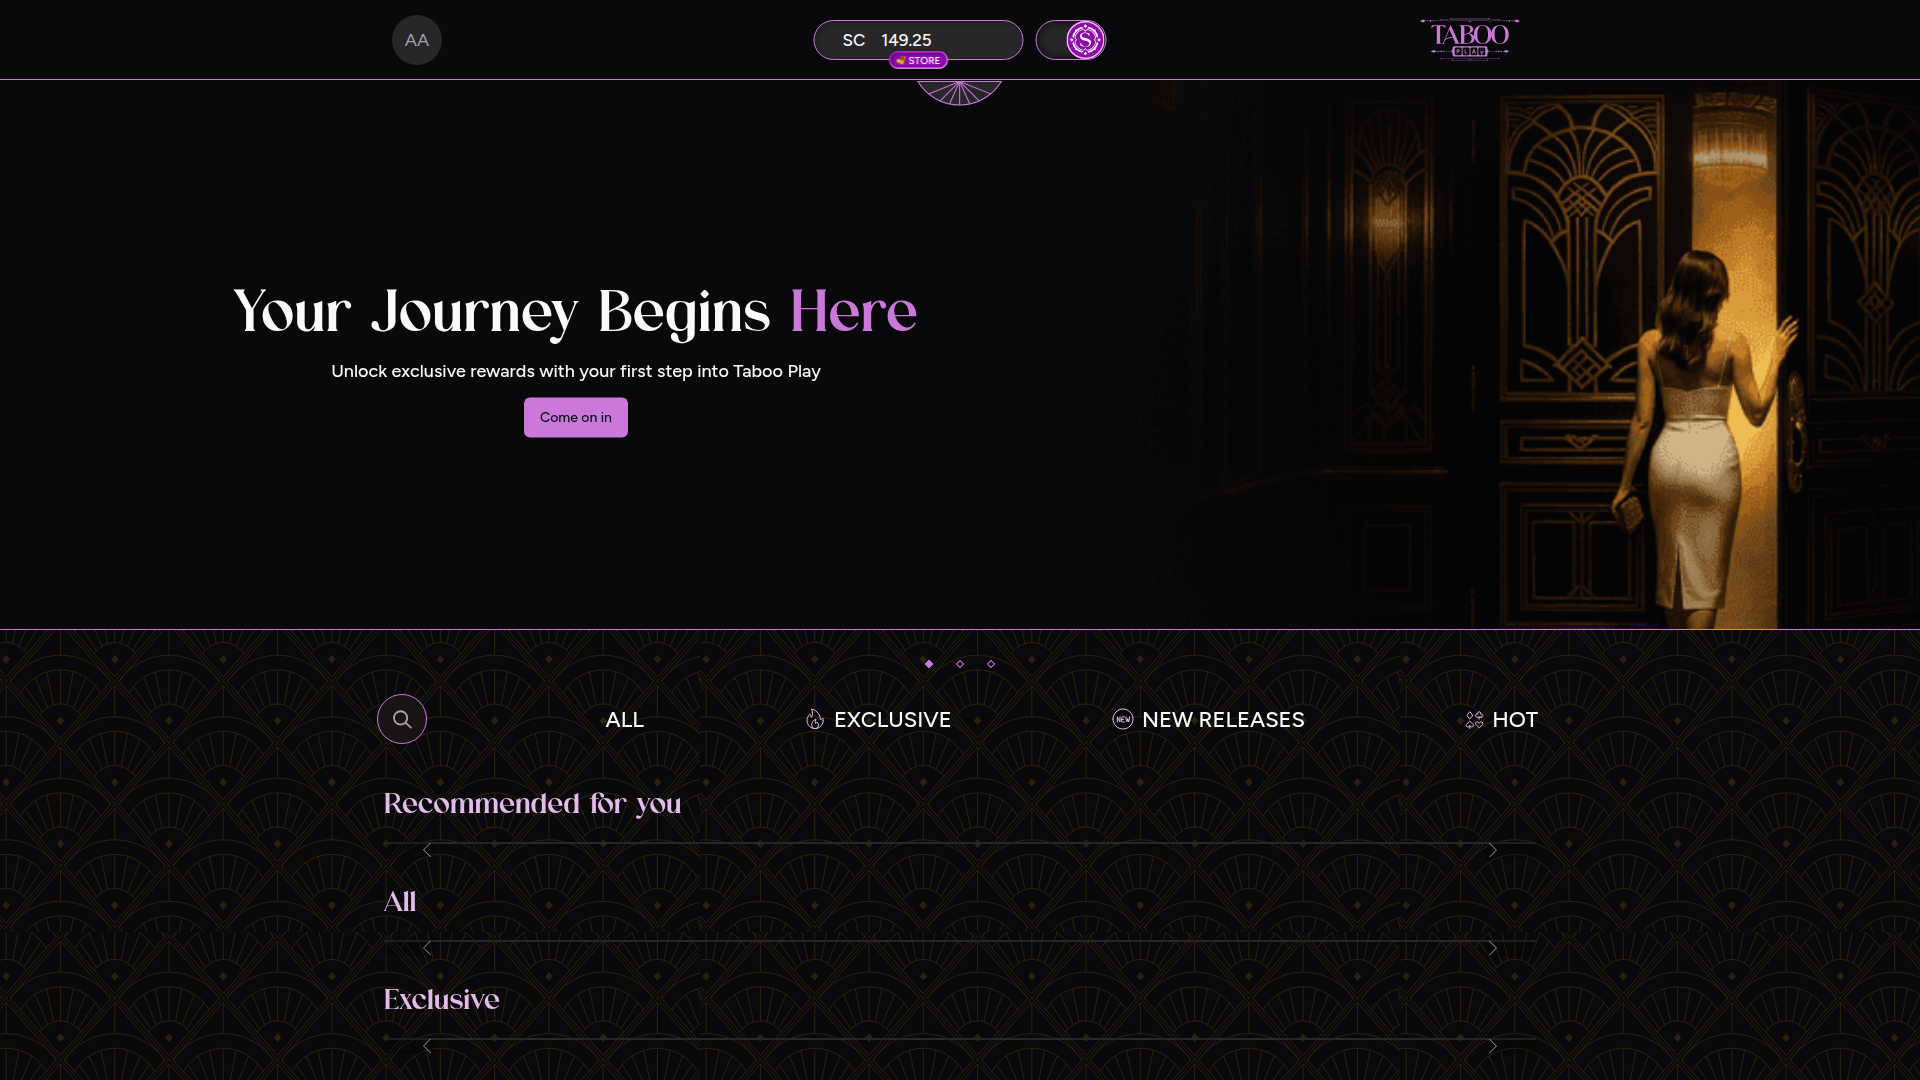 AA
SC 149.25
STORE
S
TABOO
PLAY
Your Journey Begins Here
Unlock exclusive rewards with your first step into Taboo Play
Come on in
ALL
EXCLUSIVE
NEW
NEW RELEASES
HOT
Recommended for you
All
Exclusive